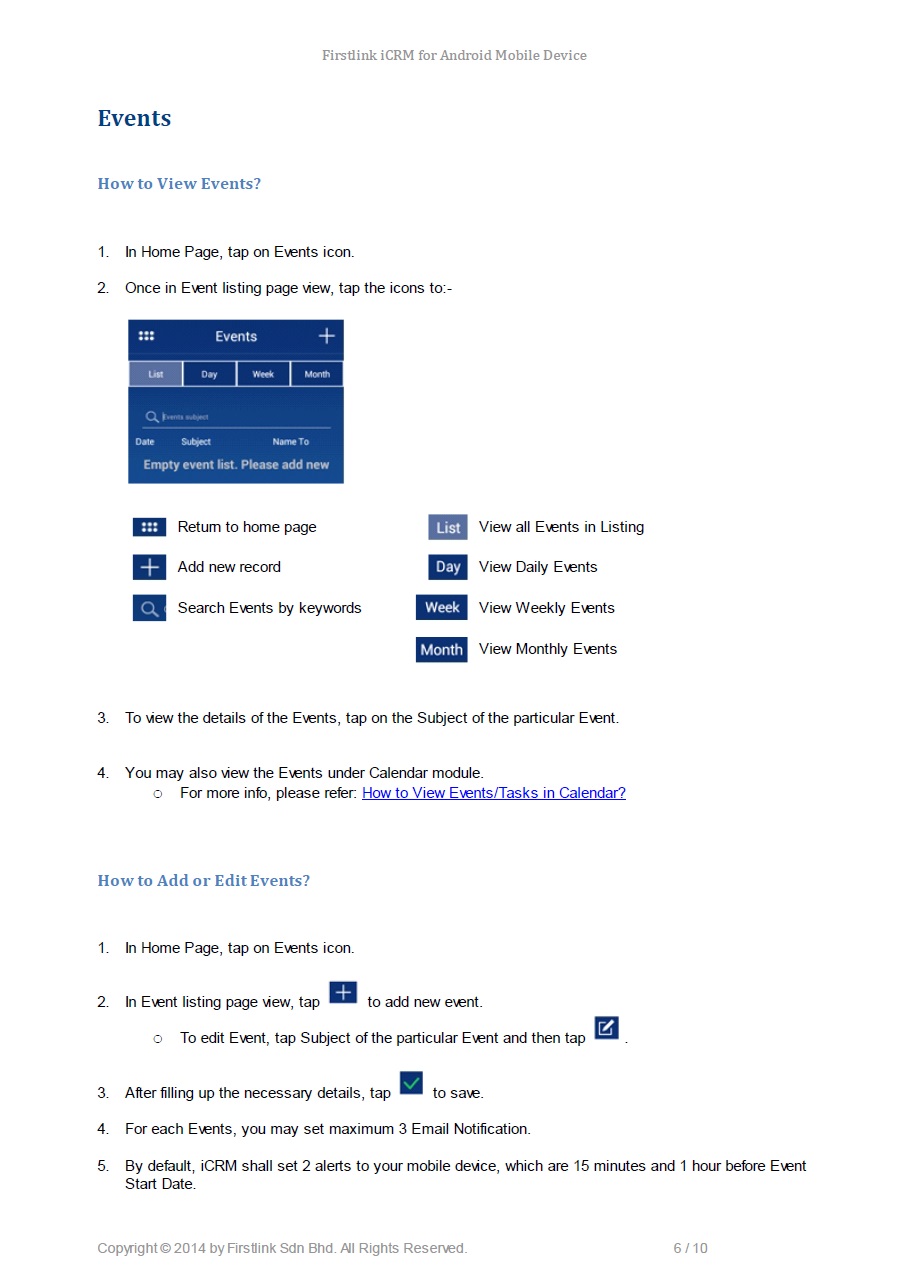 Firstlink iCRM for Android Mobile Device
Events
How to View Events?
1. In Home Page, tap on Events icon.
2. Once in Event listing page view, tap the icons to:-
Events
List Day Week Month
Events subject
Date Subject Name To
Empty event list. Please add new
Return to home page List View all Events in Listing
Add new record Day View Daily Events
Search Events by keywords Week View Weekly Events
Month View Monthly Events
3. To view the details of the Events, tap on the Subject of the particular Event.
4. You may also view the Events under Calendar module.
o For more info, please refer: How to View Events/Tasks in Calendar?
How to Add or Edit Events?
1. In Home Page, tap on Events icon.
2. In Event listing page view, tap to add new event.
o To edit Event, tap Subject of the particular Event and then tap .
3. After filling up the necessary details, tap to save.
4. For each Events, you may set maximum 3 Email Notification.
5. By default, iCRM shall set 2 alerts to your mobile device, which are 15 minutes and 1 hour before Event
Start Date.
Copyright © 2014 by Firstlink Sdn Bhd. All Rights Reserved. 6 / 10